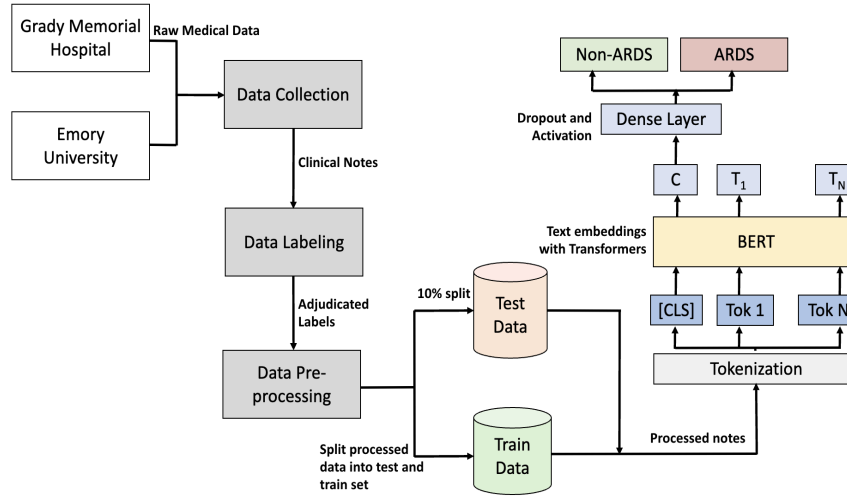 Grady Memorial
Hospital
Raw Medical Data
Emory
University
Data Collection
Clinical Notes
Data Labeling
Adjudicated
Labels
Data Pre-
processing
10% split
Test
Data
Split processed
data into test and
train set
Train
Data
Processed notes
Non-ARDS
ARDS
Dropout and
Activation
Dense Layer
C
T1
TN
Text embeddings
with Transformers
BERT
[CLS]
Tok 1
Tok N
Tokenization